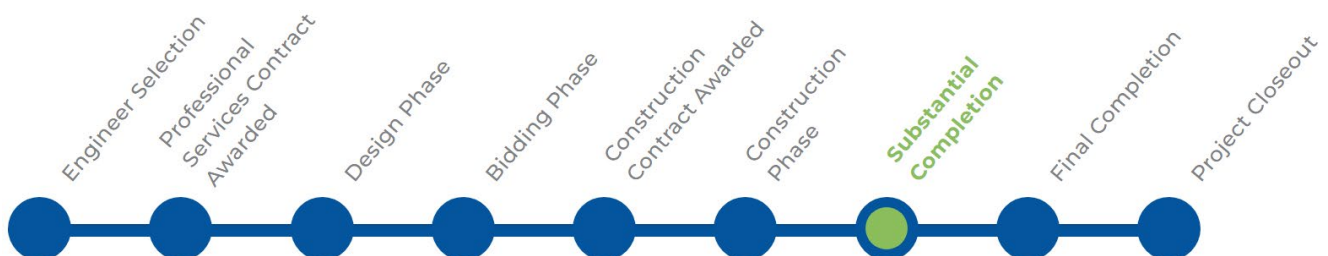 Engineer Selection
Professional
Services Contract
Awarded
Design Phase
Bidding Phase
Construction
Contract Awarded
Construction
Phase
Substantial
Completion
Final Completion
Project Closeout